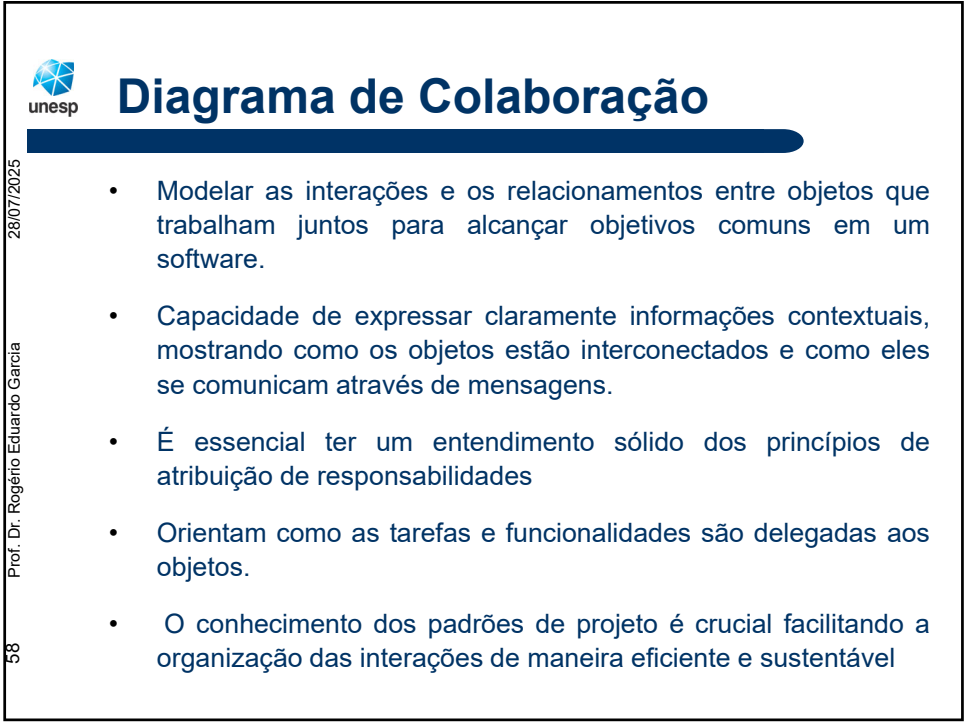 unesp
Diagrama de Colaboração
• Modelar as interações e os relacionamentos entre objetos que
trabalham juntos para alcançar objetivos comuns em um
software.
• Capacidade de expressar claramente informações contextuais,
mostrando como os objetos estão interconectados e como eles
se comunicam através de mensagens.
• É essencial ter um entendimento sólido dos princípios de
atribuição de responsabilidades
• Orientam como as tarefas e funcionalidades são delegadas aos
objetos.
• O conhecimento dos padrões de projeto é crucial facilitando a
organização das interações de maneira eficiente e sustentável
28/07/2025
Prof. Dr. Rogério Eduardo Garcia
58